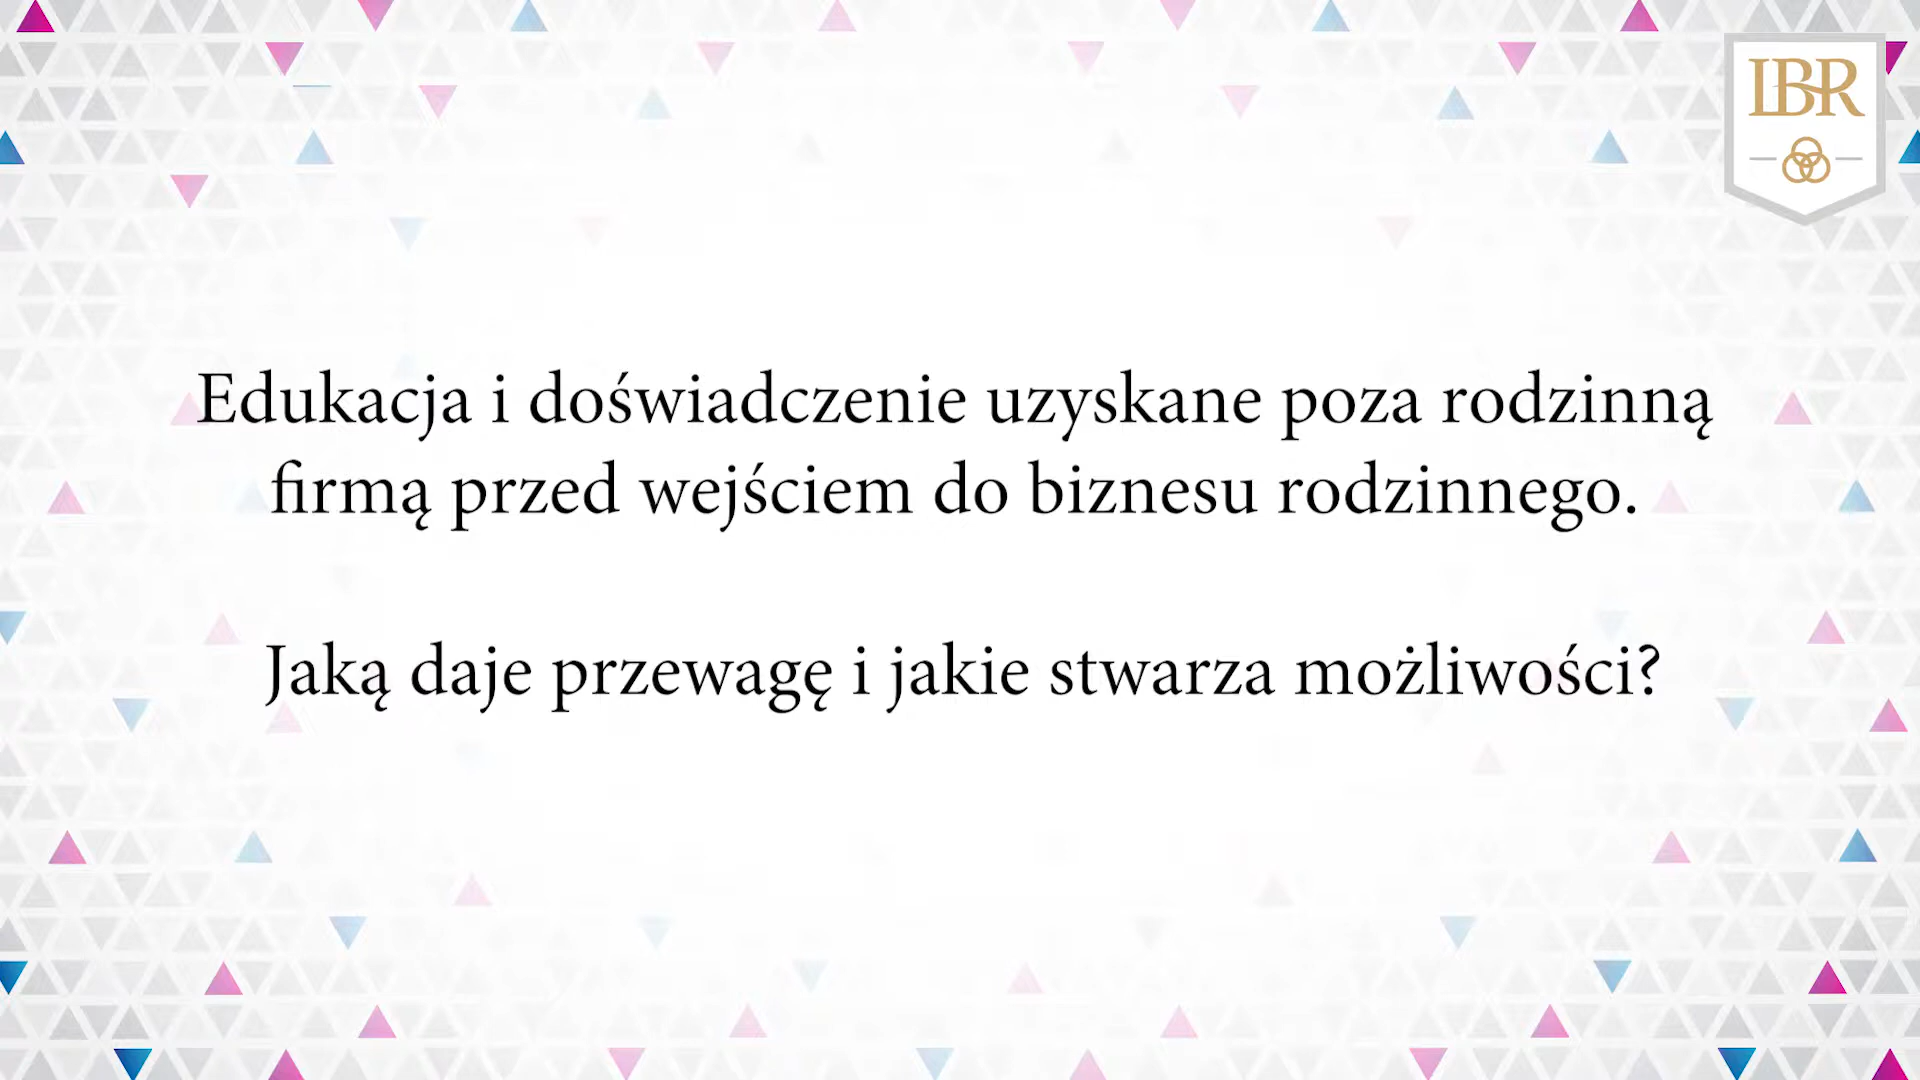 IBR
Edukacja i doświadczenie uzyskane poza rodzinną
firmą przed wejściem do biznesu rodzinnego.
Jaką daje przewagę i jakie stwarza możliwości?